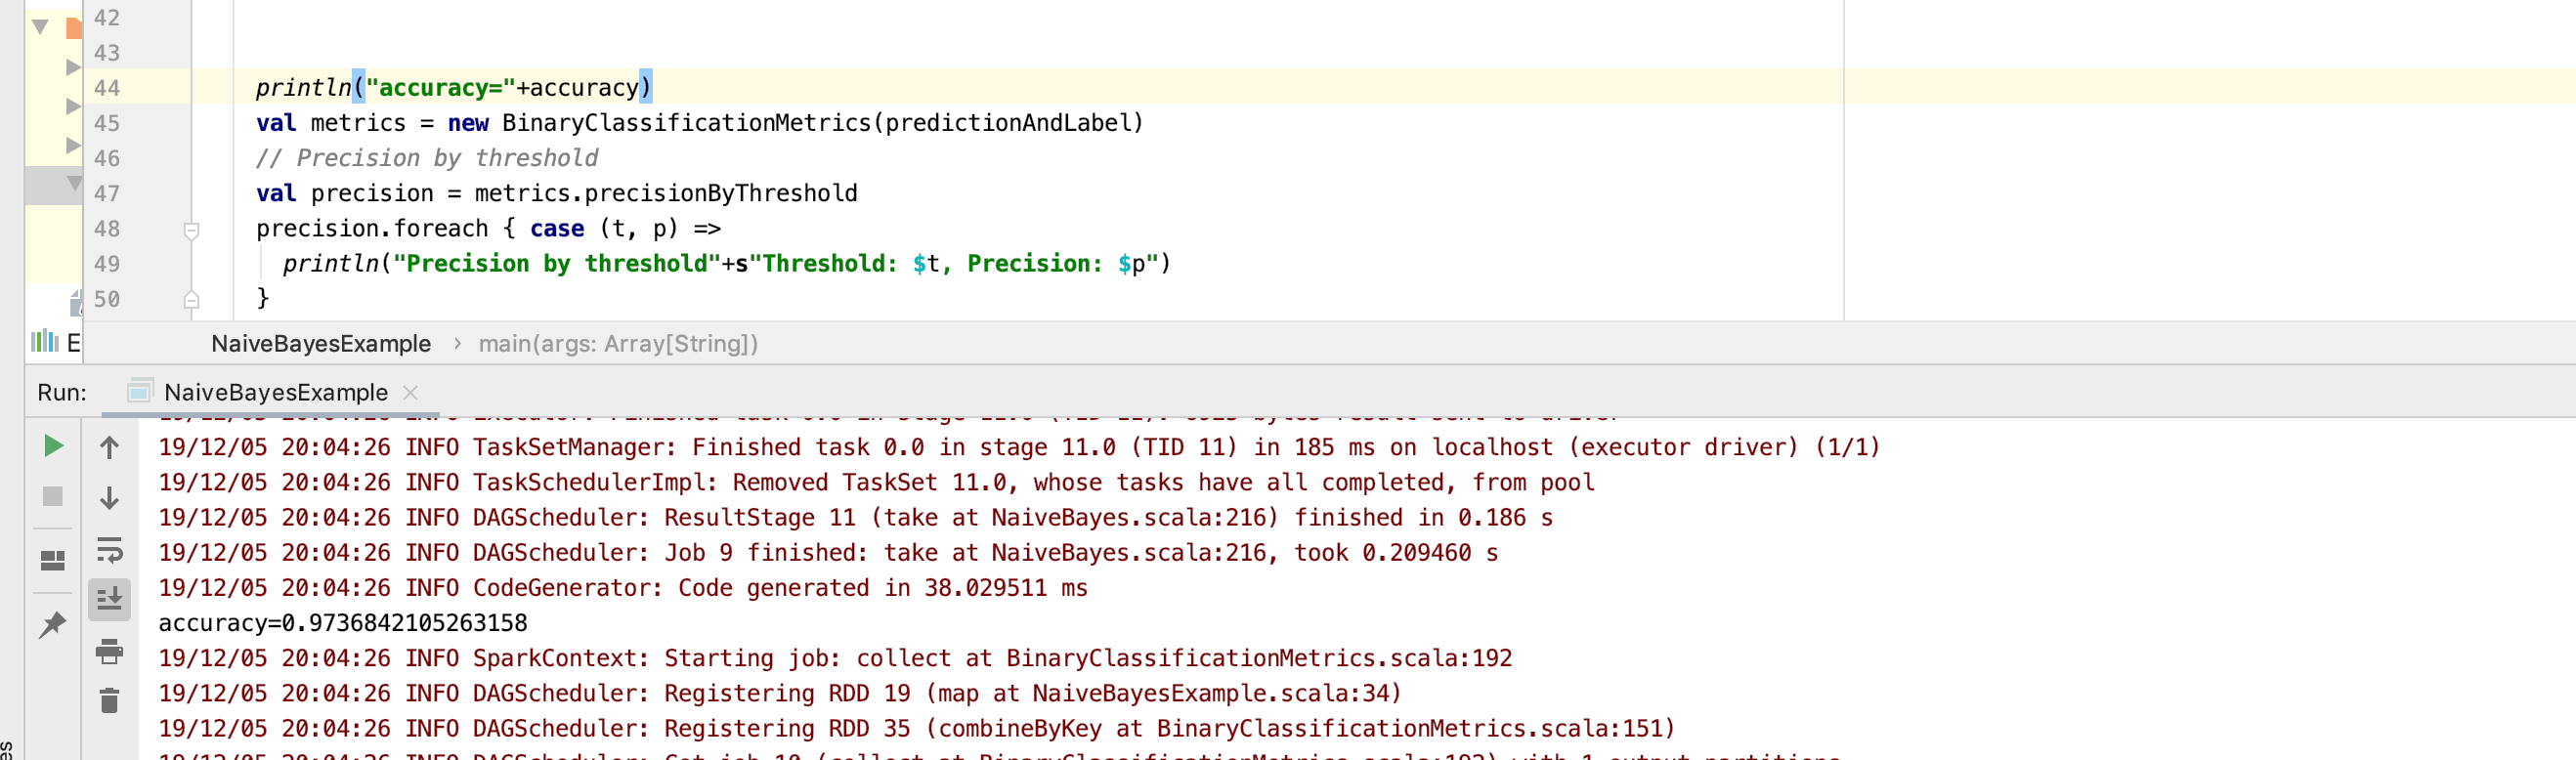 42
43
44 println("accuracy="+accuracy)
45 val metrics = new BinaryClassificationMetrics(predictionAndLabel)
46 // Precision by threshold
47 val precision = metrics.precisionByThreshold
48 precision.foreach { case (t, p) =>
49 println("Precision by threshold"+s"Threshold: $t, Precision: $p")
50 }
E
NaiveBayesExample › main(args: Array[String])
Run: NaiveBayesExample
19/12/05 20:04:26 INFO TaskSetManager: Finished task 0.0 in stage 11.0 (TID 11) in 185 ms on localhost (executor driver) (1/1)
19/12/05 20:04:26 INFO TaskSchedulerImpl: Removed TaskSet 11.0, whose tasks have all completed, from pool
19/12/05 20:04:26 INFO DAGScheduler: ResultStage 11 (take at NaiveBayes.scala:216) finished in 0.186 s
19/12/05 20:04:26 INFO DAGScheduler: Job 9 finished: take at NaiveBayes.scala:216, took 0.209460 s
19/12/05 20:04:26 INFO CodeGenerator: Code generated in 38.029511 ms
accuracy=0.9736842105263158
19/12/05 20:04:26 INFO SparkContext: Starting job: collect at BinaryClassificationMetrics.scala:192
19/12/05 20:04:26 INFO DAGScheduler: Registering RDD 19 (map at NaiveBayesExample.scala:34)
19/12/05 20:04:26 INFO DAGScheduler: Registering RDD 35 (combineByKey at BinaryClassificationMetrics.scala:151)
es